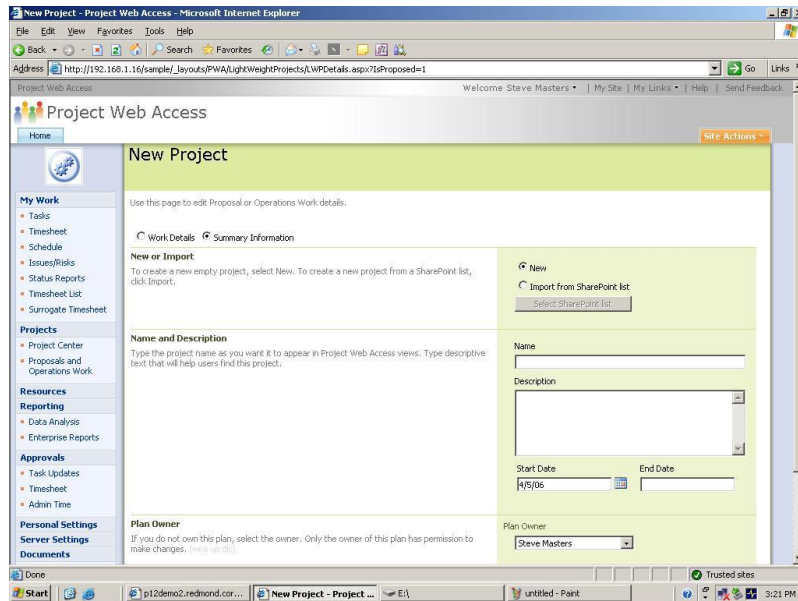 New Project - Project Web Access - Microsoft Internet Explorer
File Edit View Favorites Tools Help
Back Search Favorites
Address http://192.168.1.16/sample/_layouts/PWA/LightWeightProjects/LWPDetails.aspx?IsProposed=1 Go Links
Project Web Access Welcome Steve Masters | My Site | My Links | Help | Send Feedback
Project Web Access
Home Site Actions
New Project
My Work
Tasks
Timesheet
Schedule
Issues/Risks
Status Reports
Timesheet List
Surrogate Timesheet
Projects
Project Center
Proposals and
Operations Work
Resources
Reporting
Data Analysis
Enterprise Reports
Approvals
Task Updates
Timesheet
Admin Time
Personal Settings
Server Settings
Documents
Use this page to edit Proposal or Operations Work details.
Work Details Summary Information
New or Import
To create a new empty project, select New. To create a new project from a SharePoint list,
click Import.
New
Import from SharePoint list
Select SharePoint list
Name and Description
Type the project name as you want it to appear in Project Web Access views. Type descriptive
text that will help users find this project.
Name
Description
Start Date End Date
4/5/06
Plan Owner
If you do not own this plan, select the owner. Only the owner of this plan has permission to
make changes.
Plan Owner
Steve Masters
Done Trusted sites
Start p12demo2.redmond.cor... New Project - Project ... E:\ untitled - Paint 3:21 PM